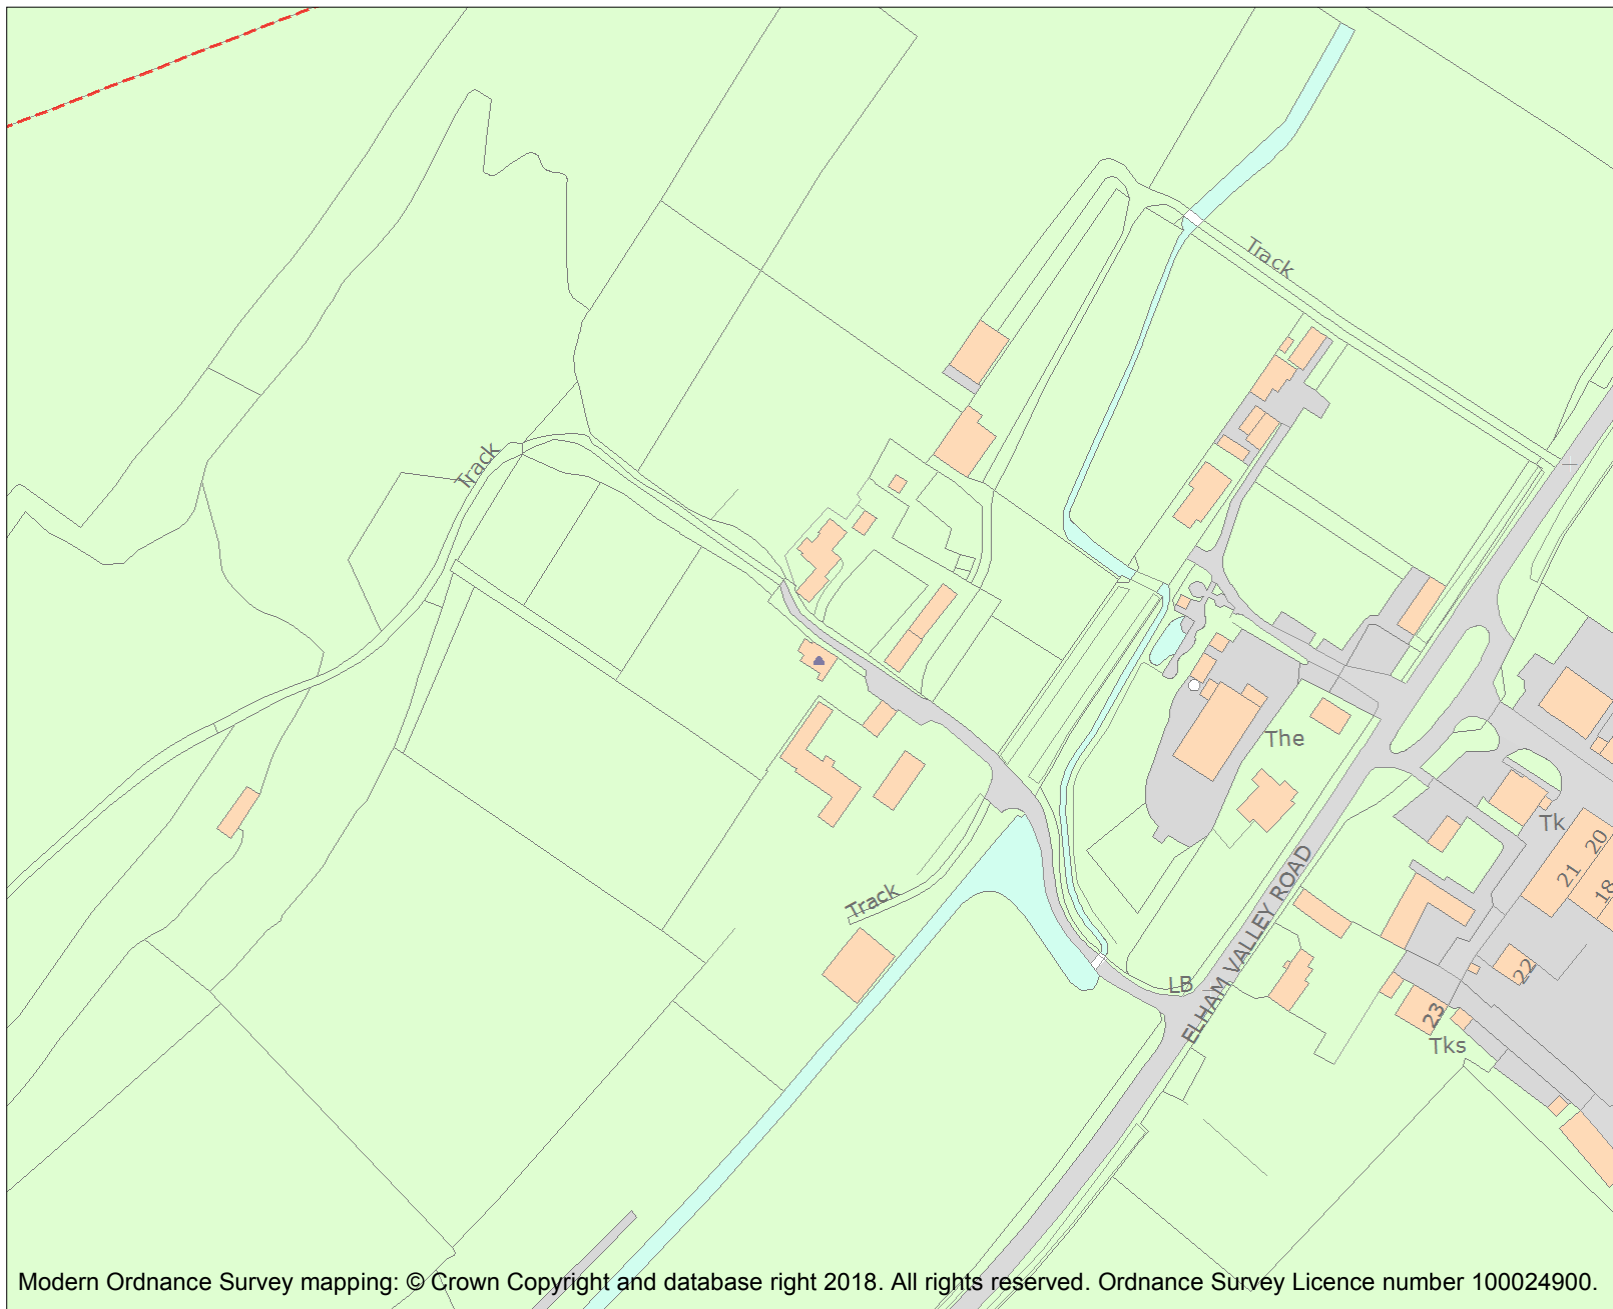 Track
Track
The
Tk
20
21
18
Track
ELHAM VALLEY ROAD
LB
22
23
Tks
Modern Ordnance Survey mapping: © Crown Copyright and database right 2018. All rights reserved. Ordnance Survey Licence number 100024900.